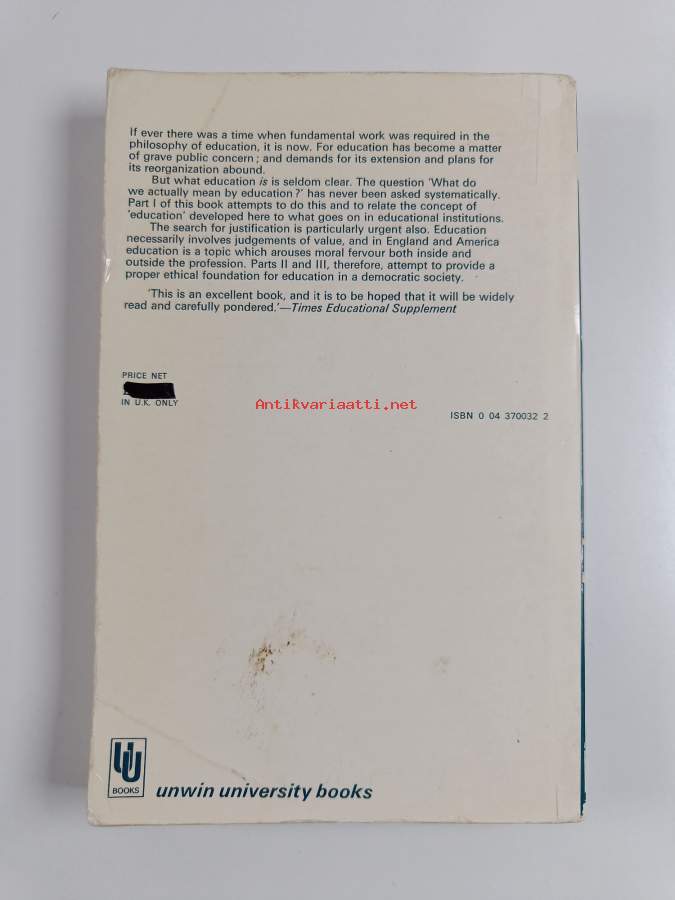 If ever there was a time when fundamental work was required in the
philosophy of education, it is now. For education has become a matter
of grave public concern; and demands for its extension and plans for
its reorganization abound.
But what education is is seldom clear. The question 'What do
we actually mean by education?' has never been asked systematically.
Part I of this book attempts to do this and to relate the concept of
'education' developed here to what goes on in educational institutions.
The search for justification is particularly urgent also. Education
necessarily involves judgements of value, and in England and America
education is a topic which arouses moral fervour both inside and
outside the profession. Parts II and III, therefore, attempt to provide a
proper ethical foundation for education in a democratic society.
'This is an excellent book, and it is to be hoped that it will be widely
read and carefully pondered.'—Times Educational Supplement
PRICE NET
IN U.K. ONLY
Antikvariaatti.net
ISBN 0 04 370032 2
UU
BOOKS
unwin university books